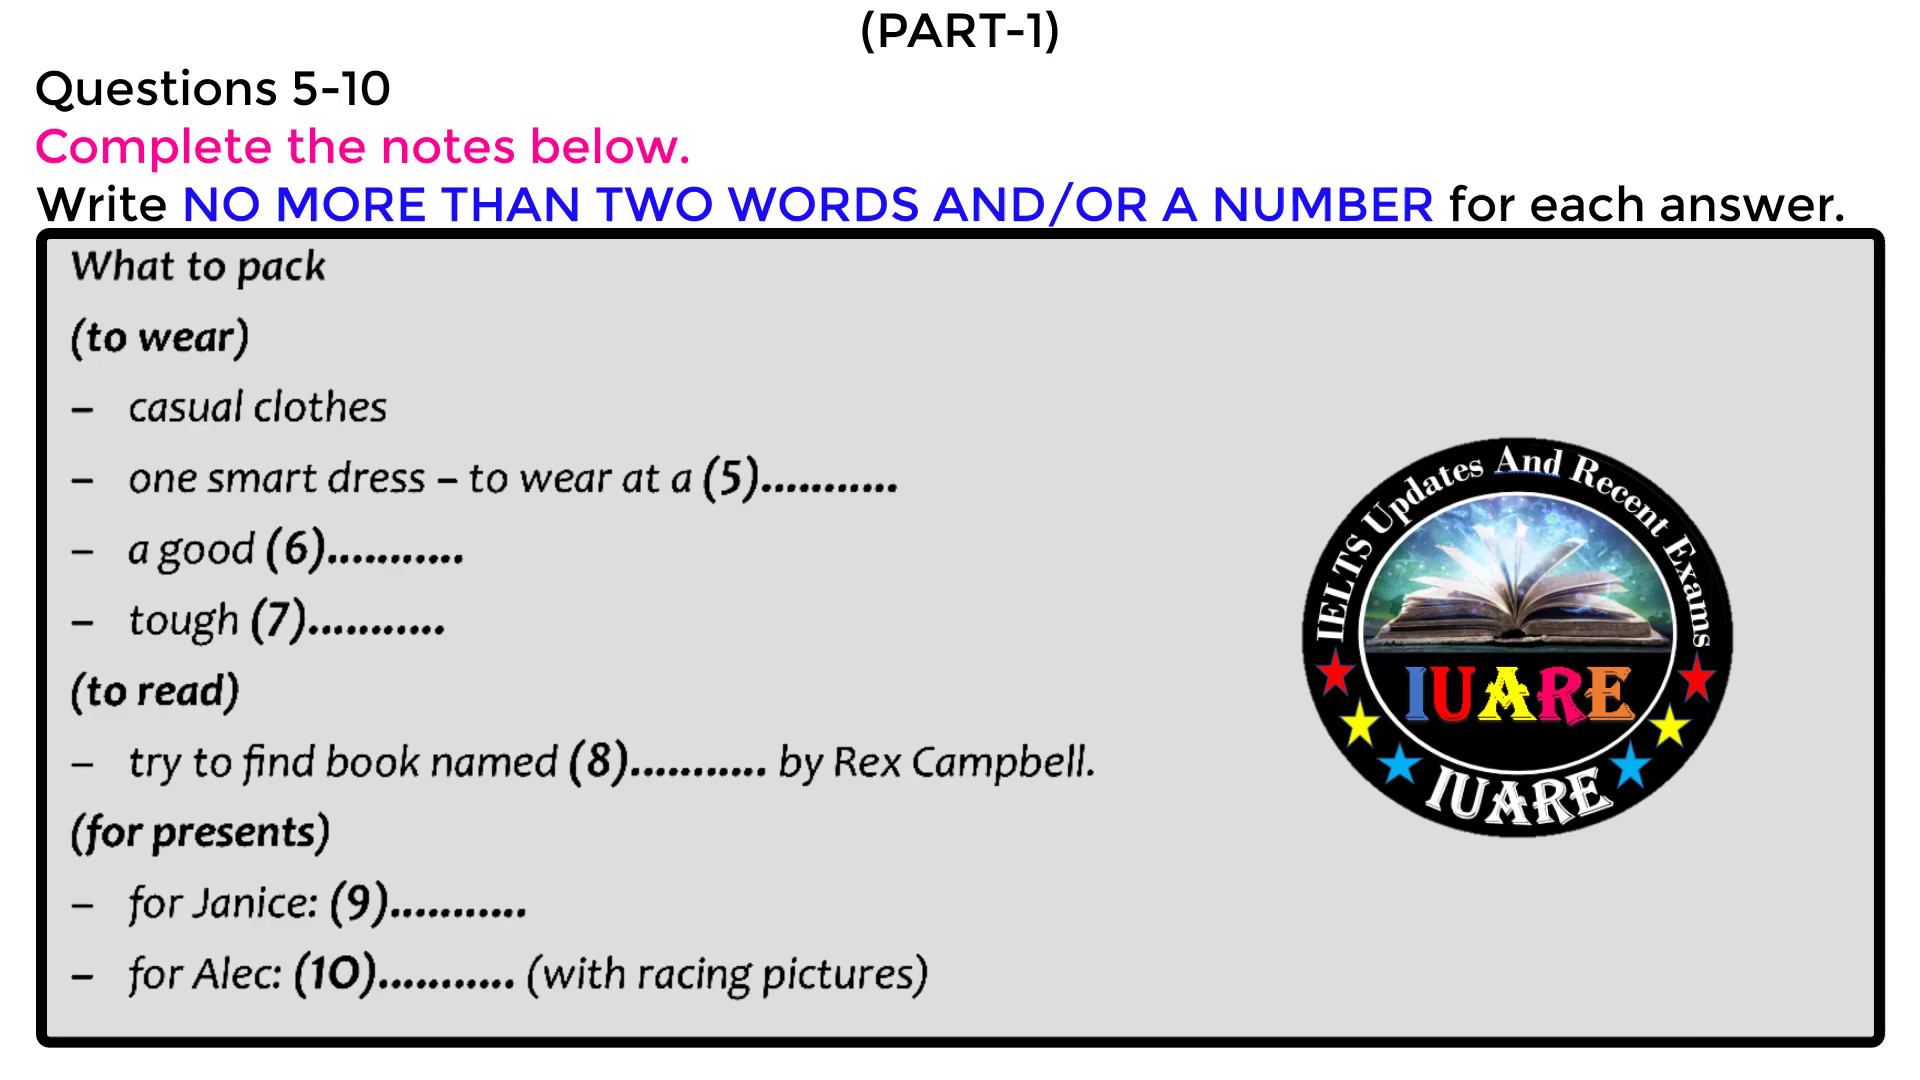 (PART-1)
Questions 5-10
Complete the notes below.
Write NO MORE THAN TWO WORDS AND/OR A NUMBER for each answer.
What to pack
(to wear)
– casual clothes
– one smart dress – to wear at a (5)...........
– a good (6)...........
– tough (7)...........
(to read)
– try to find book named (8)........... by Rex Campbell.
(for presents)
– for Janice: (9)...........
– for Alec: (10)........... (with racing pictures)
IELTS Updates And Recent Exams
IUARE
IUARE